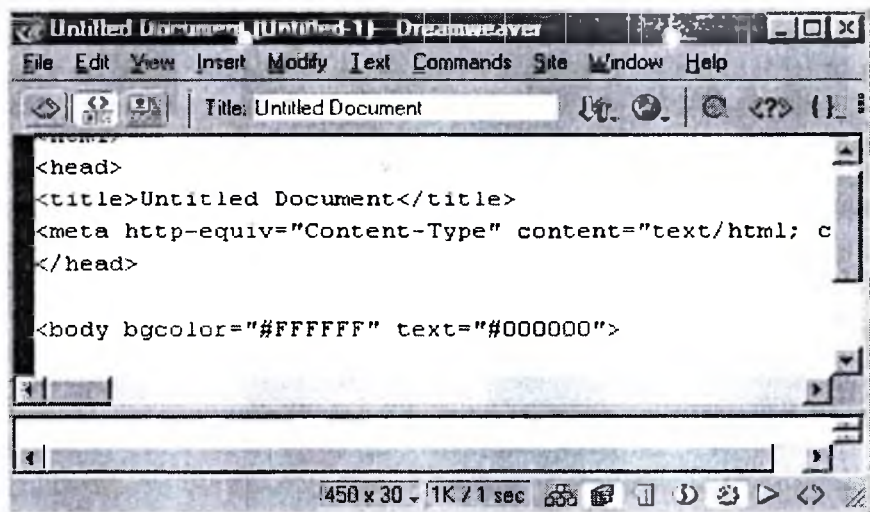 Untitled Document (Untitled-1) - Dreamweaver
File Edit View Insert Modify Text Commands Site Window Help
Title: Untitled Document
<html>
<head>
<title>Untitled Document</title>
<meta http-equiv="Content-Type" content="text/html; c
</head>
<body bgcolor="#FFFFFF" text="#000000">
450 x 30 1K / 1 sec